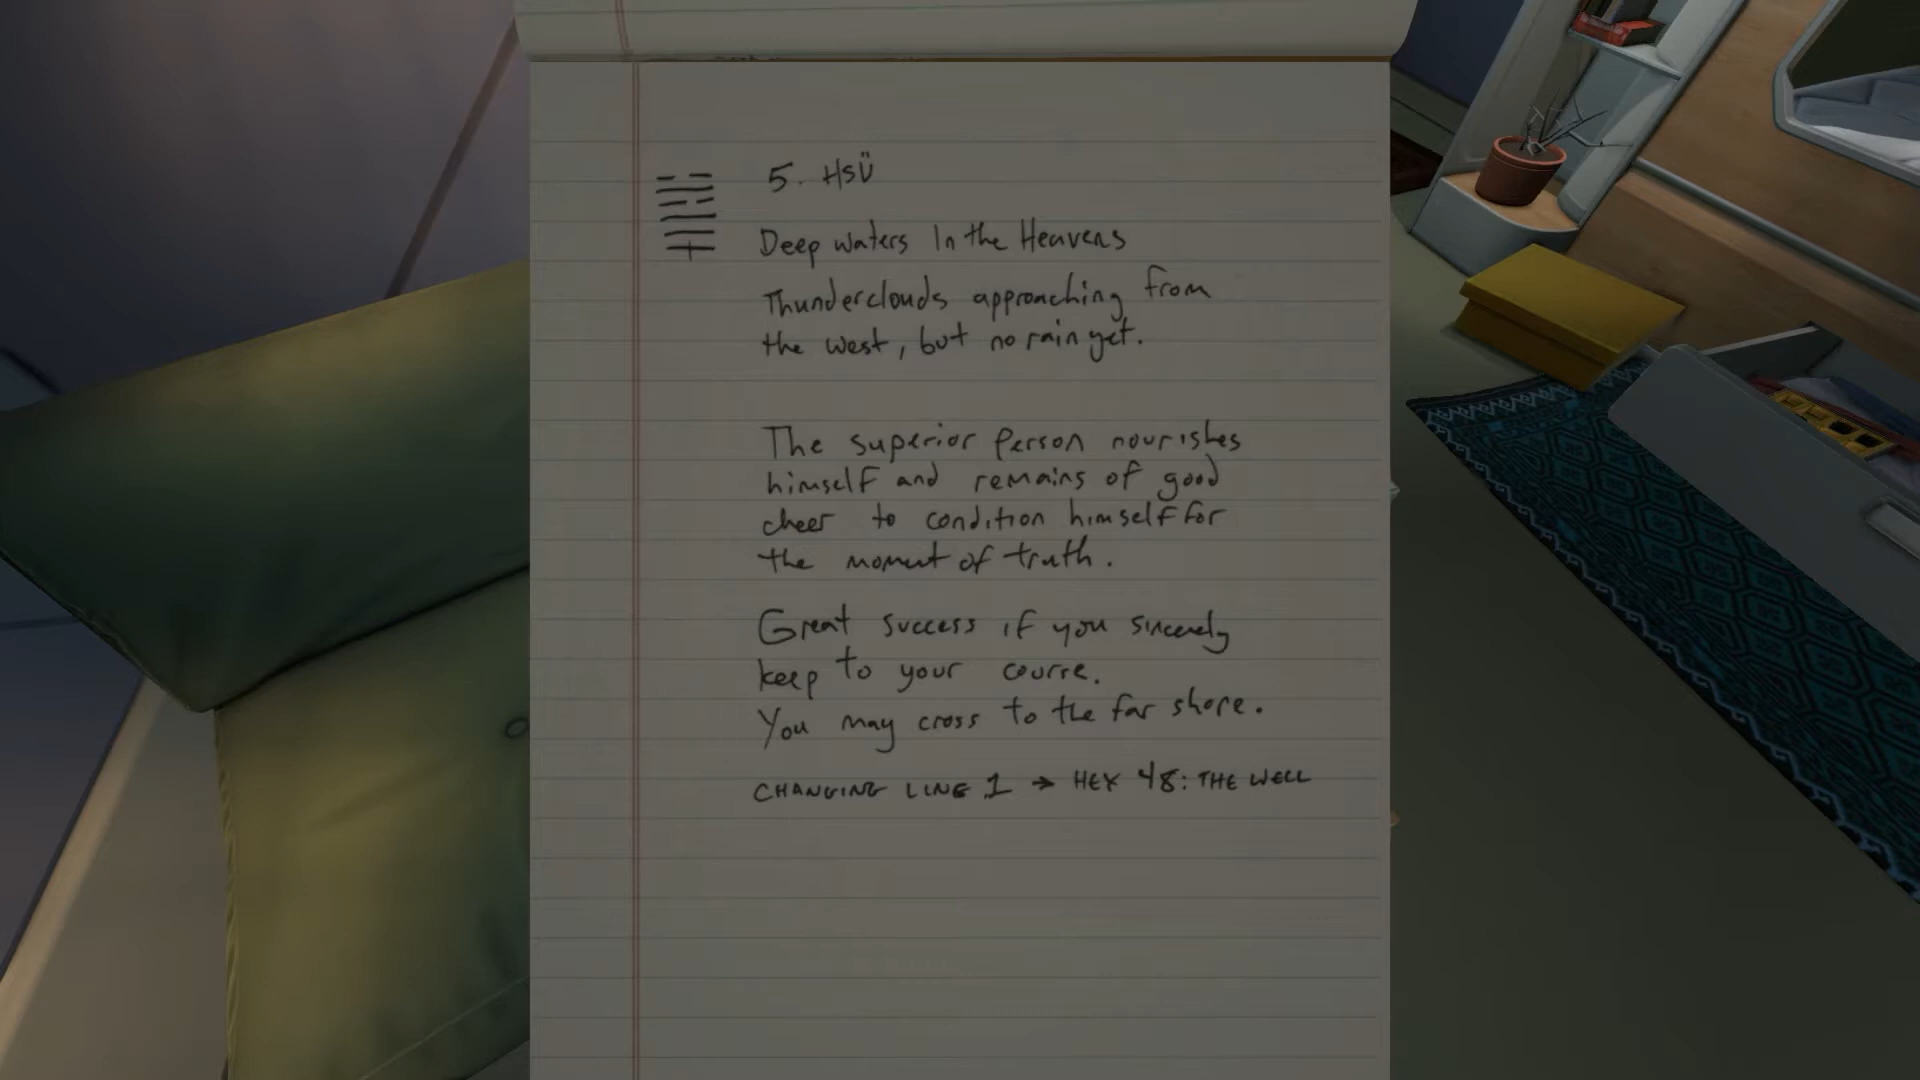 5. HSÜ
Deep waters In the Heavens
Thunderclouds approaching from
the west, but no rain yet.
The superior person nourishes
himself and remains of good
cheer to condition himself for
the moment of truth.
Great success if you sincerely
keep to your course.
You may cross to the far shore.
CHANGING LINE 1 → HEX 48: THE WELL